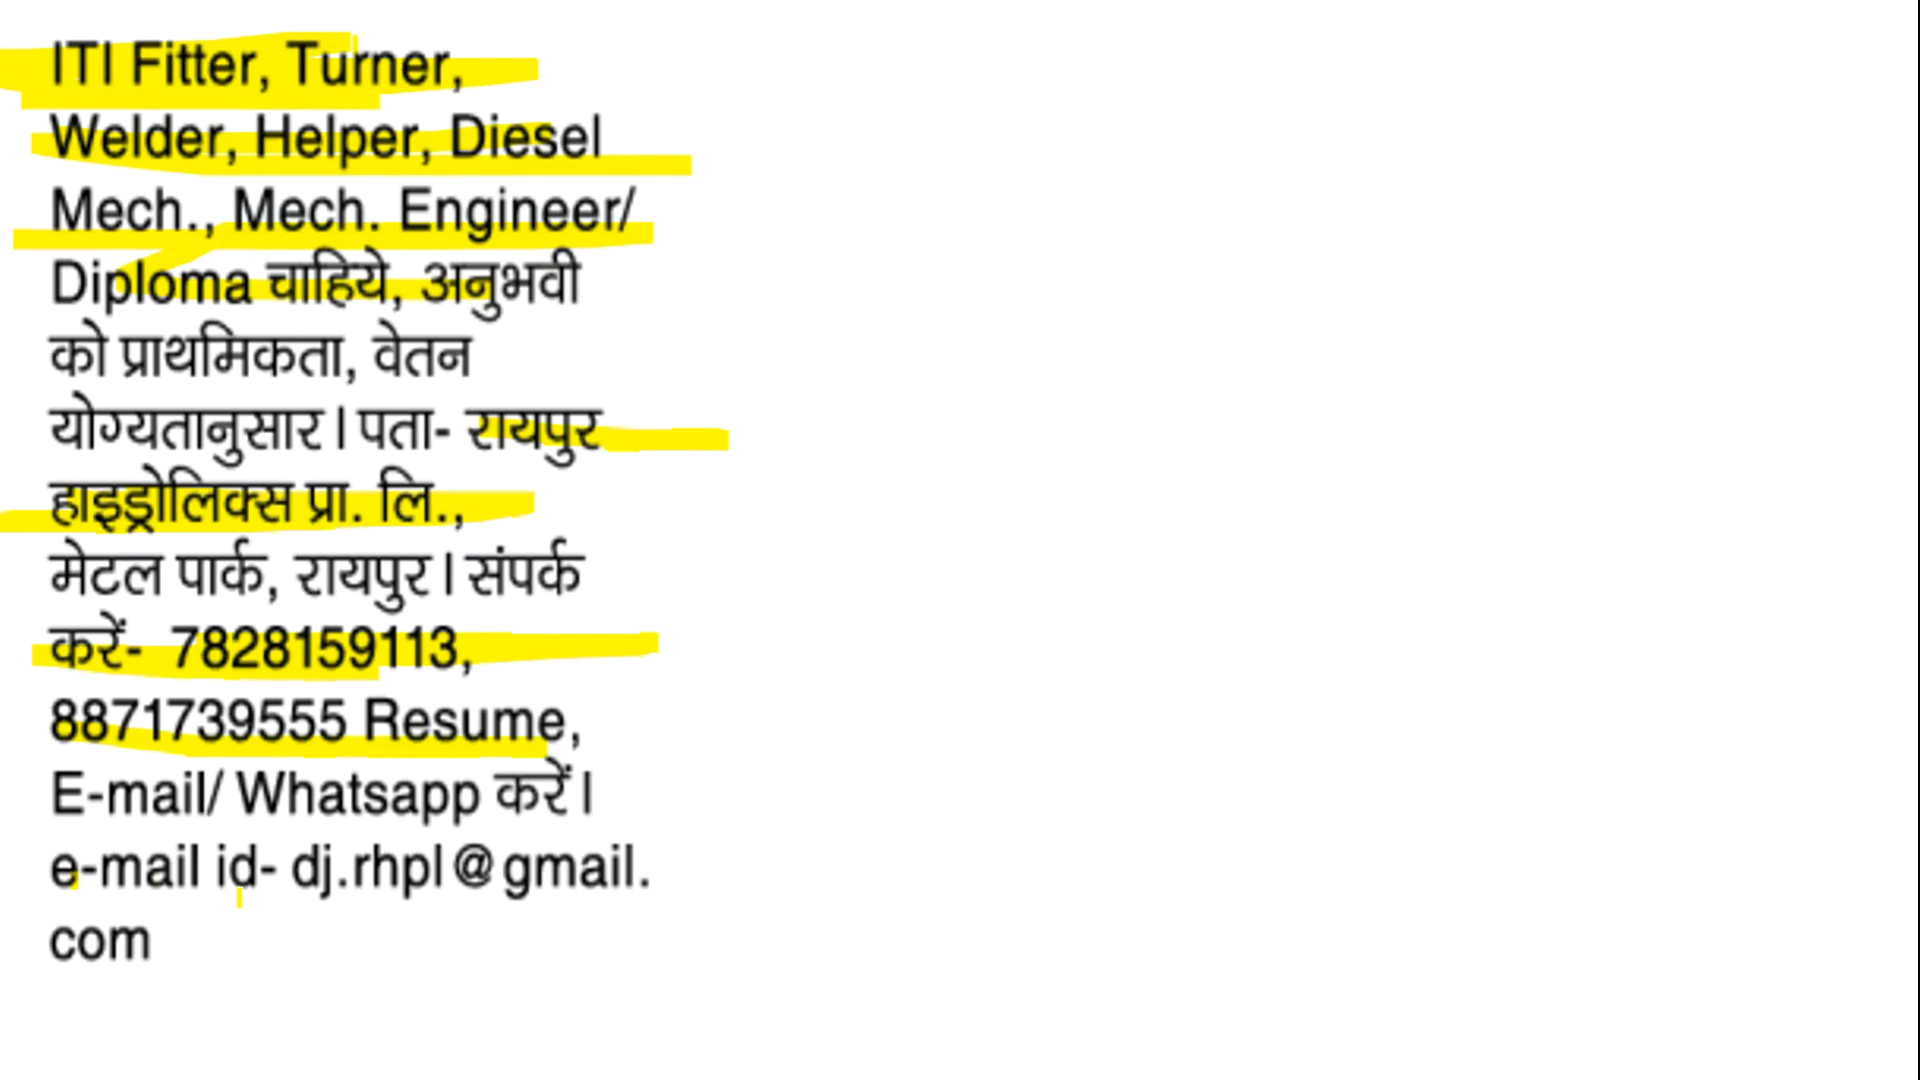 ITI Fitter, Turner,
Welder, Helper, Diesel
Mech., Mech. Engineer/
Diploma चाहिये, अनुभवी
को प्राथमिकता, वेतन
योग्यतानुसार। पता- रायपुर
हाइड्रोलिक्स प्रा. लि.,
मेटल पार्क, रायपुर। संपर्क
करें- 7828159113,
8871739555 Resume,
E-mail/ Whatsapp करें।
e-mail id- dj.rhpl@gmail.
com